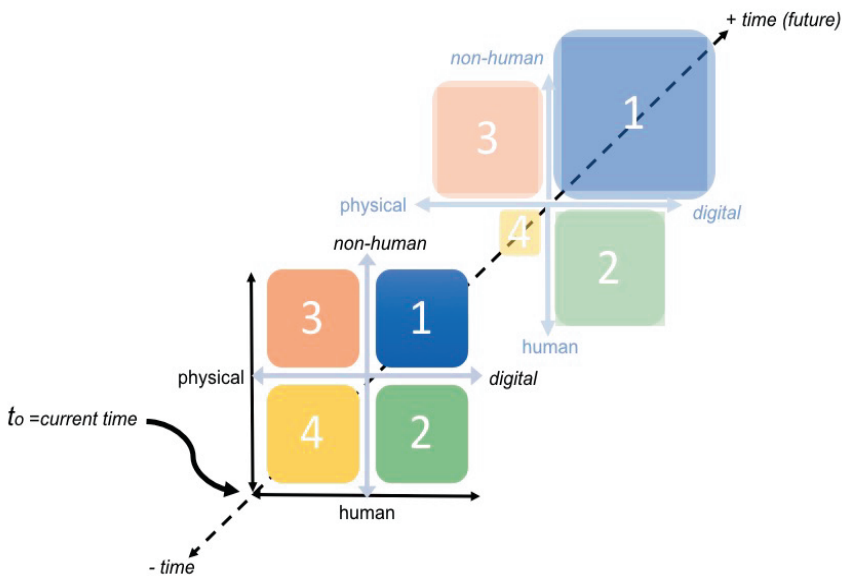 + time (future)
non-human
1
3
physical
digital
4
2
human
non-human
3
1
physical
digital
4
2
to =current time
human
- time